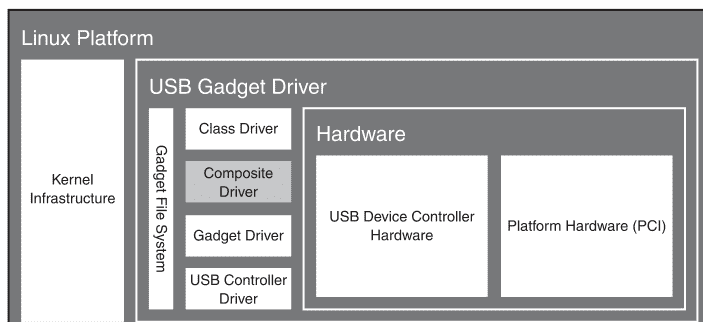 Linux Platform
Kernel
Infrastructure
USB Gadget Driver
Gadget File System
Class Driver
Composite
Driver
Gadget Driver
USB Controller
Driver
Hardware
USB Device Controller
Hardware
Platform Hardware (PCI)